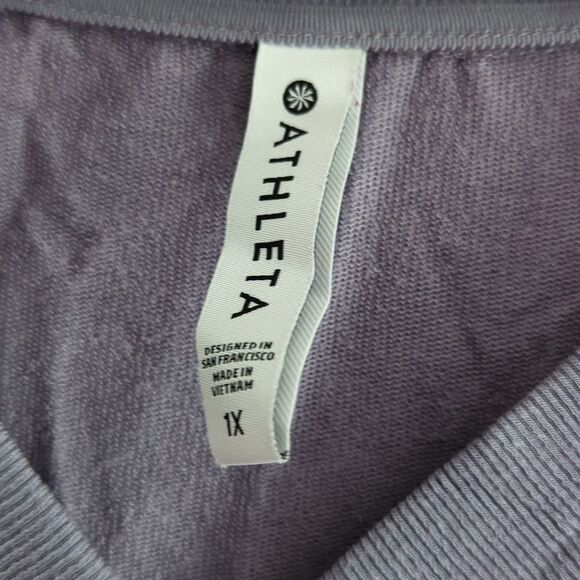 ATHLETA
DESIGNED IN
SAN FRANCISCO
MADE IN
VIETNAM
1X